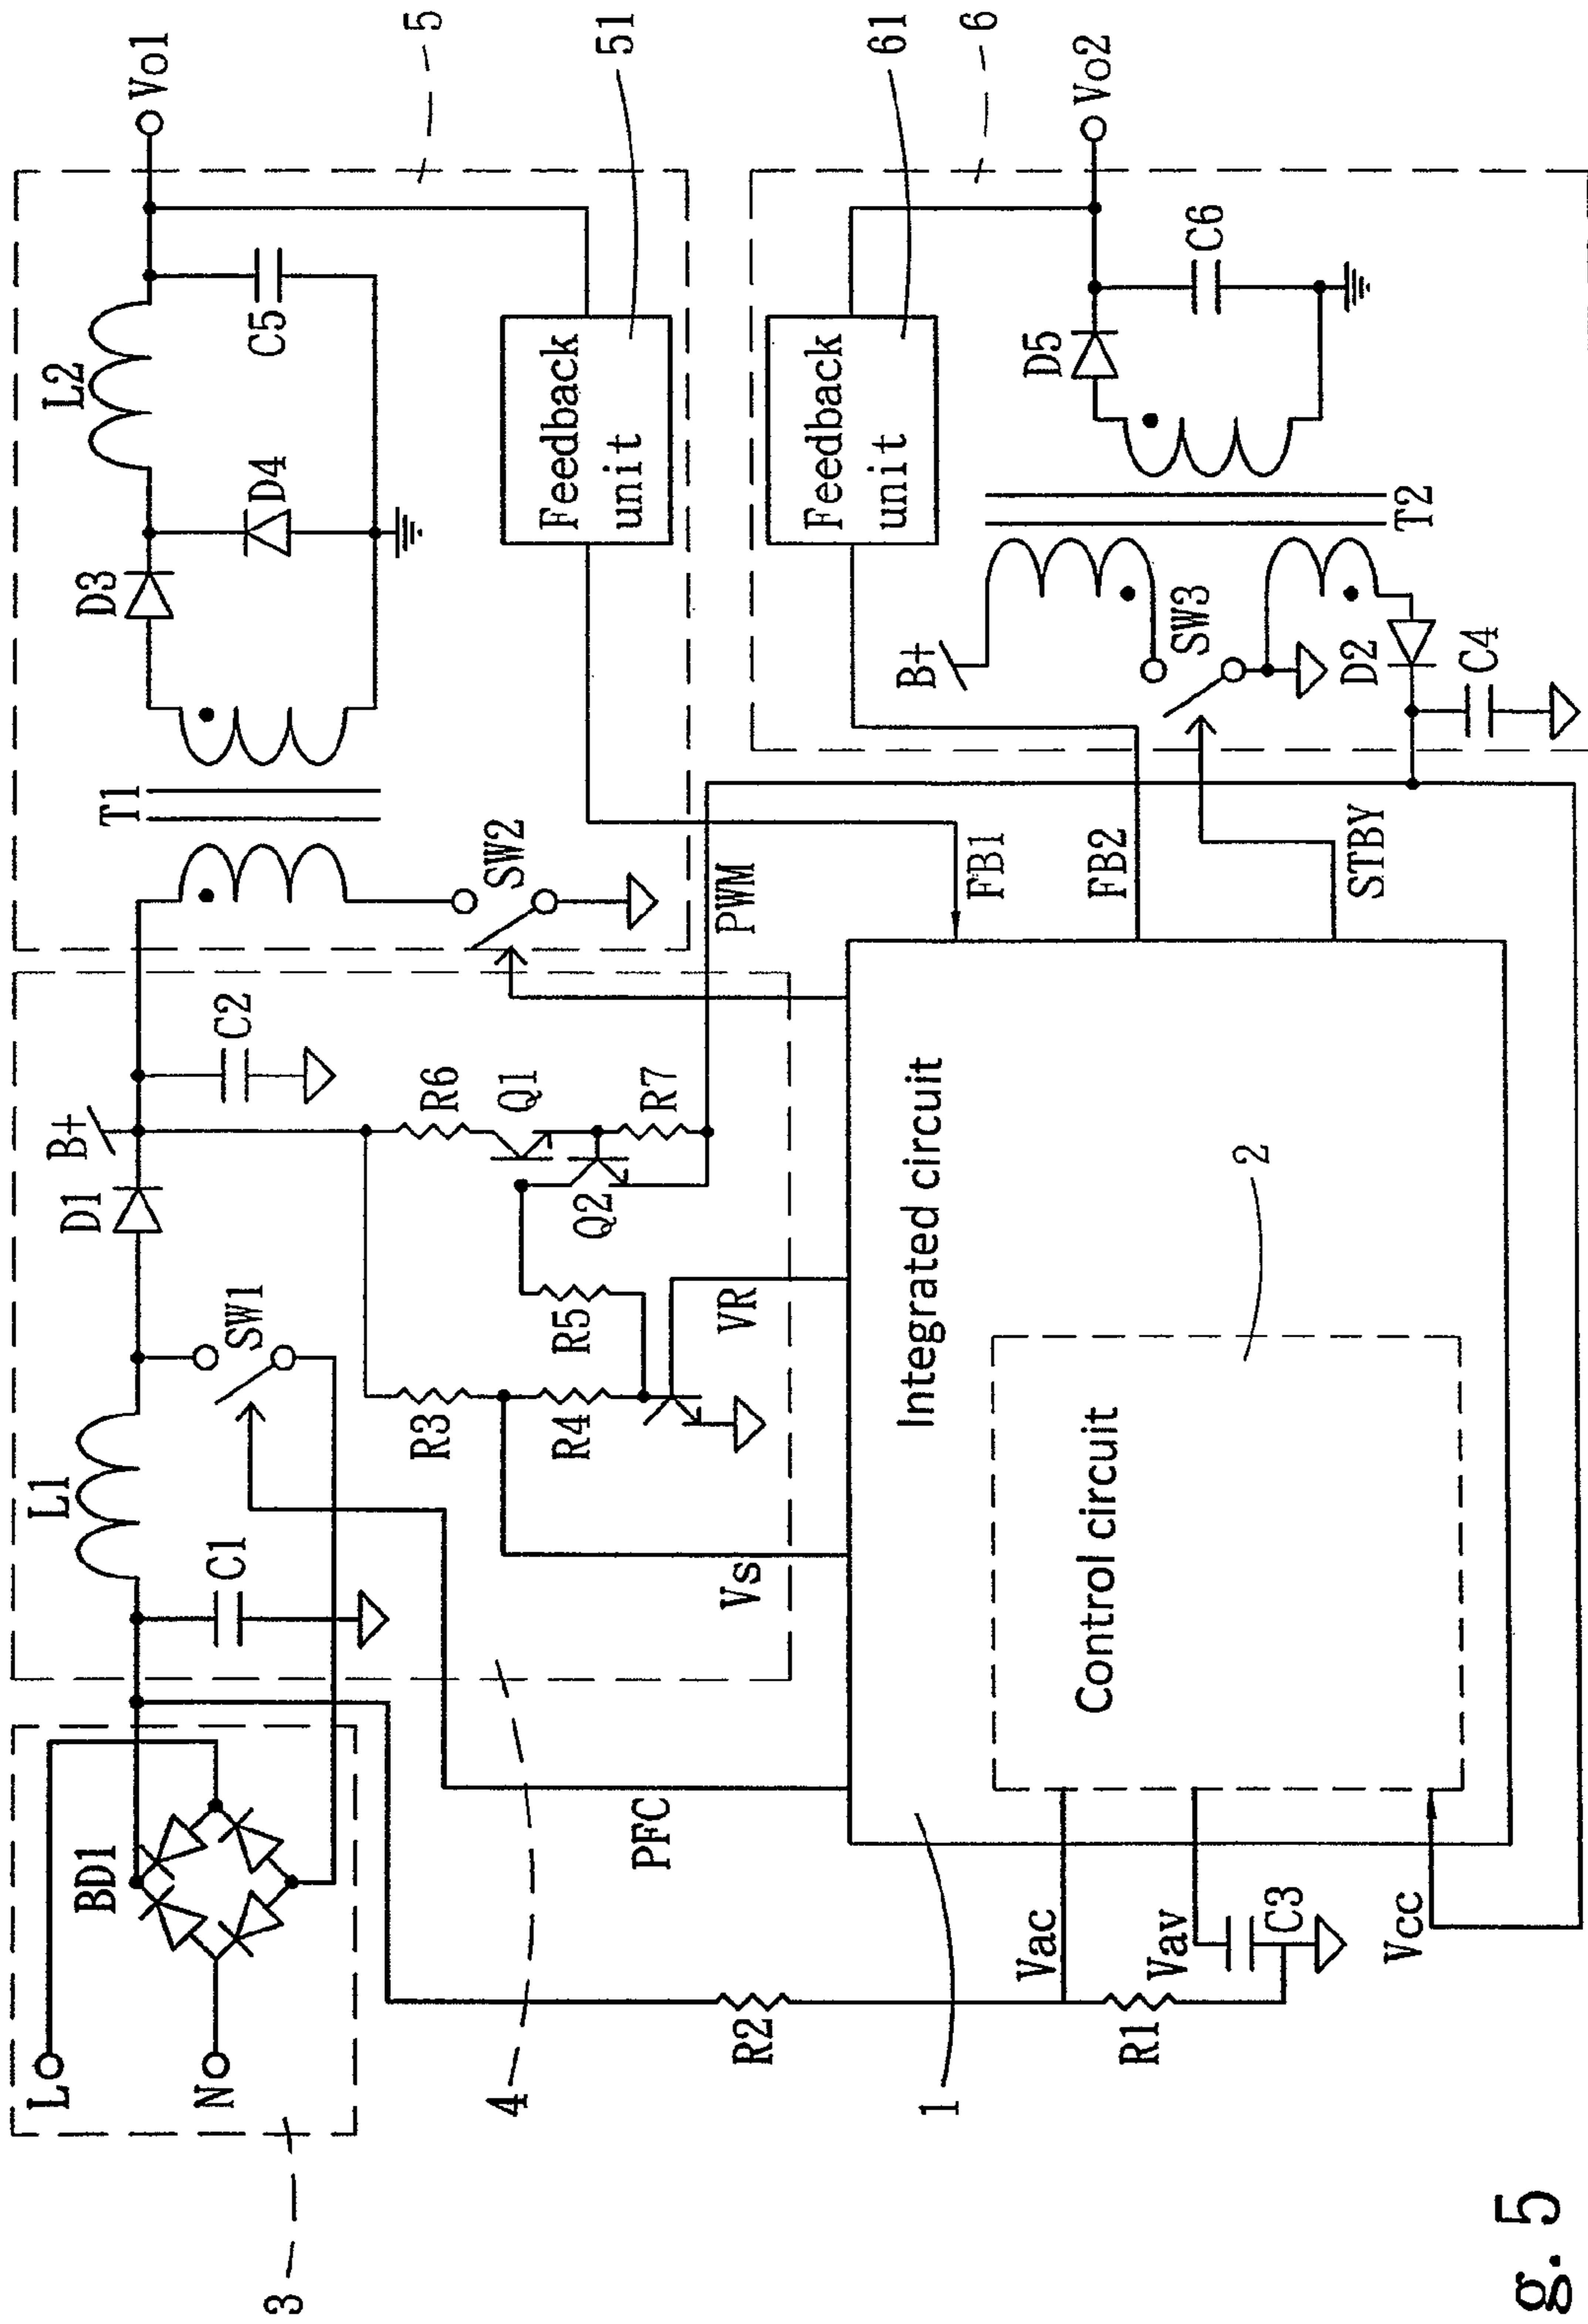 3
L
N
BD1
L1
C1
SW1
D1
B+
C2
T1
D3
L2
D4
C5
Vo1
5
4
PFC
Vs
R3
R4
R5
VR
R6
Q1
Q2
R7
SW2
PWM
Feedback
unit
51
R2
1
Vac
R1
Vav
C3
Vcc
Integrated circuit
Control circuit
2
FB1
FB2
STBY
Feedback
unit
61
6
B+
SW3
T2
D5
C6
Vo2
D2
C4
g. 5